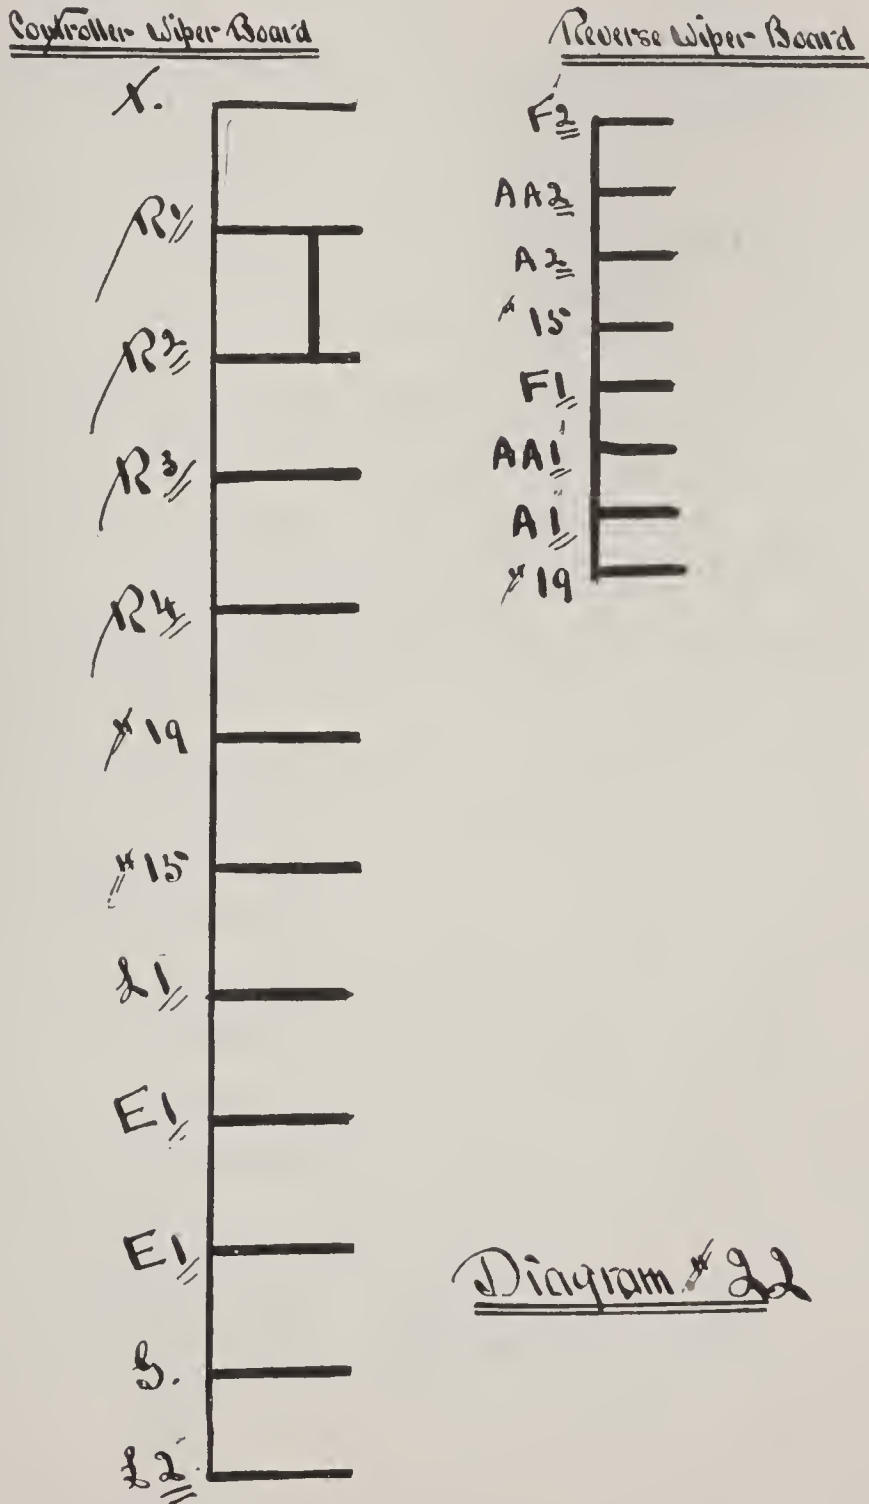 Controller Wiper Board
X.
R1
R2
R3
R4
#19
#15
L1
E1
E1
G.
L2
Reverse Wiper Board
F2
AA2
A2
#15
F1
AA1
A1
#19
Diagram #22